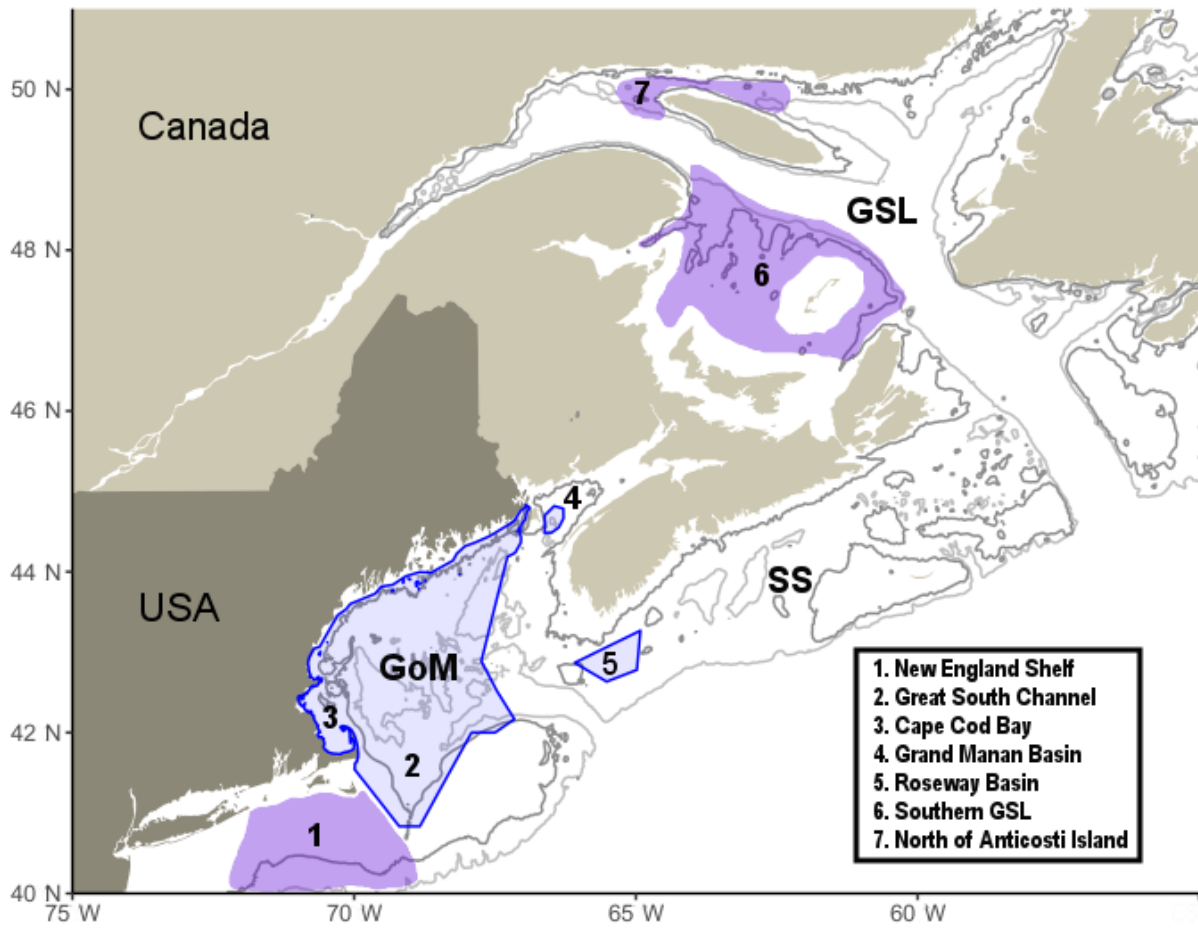 50 N
7
Canada
GSL
48 N
6
46 N
4
44 N
SS
USA
GoM
5
3
42 N
2
1
40 N
75 W
70 W
65 W
60 W
1. New England Shelf
2. Great South Channel
3. Cape Cod Bay
4. Grand Manan Basin
5. Roseway Basin
6. Southern GSL
7. North of Anticosti Island